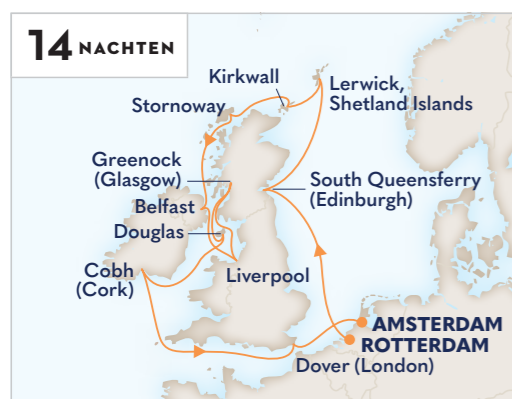 14 NACHTEN
Kirkwall
Lerwick,
Shetland Islands
Stornoway
Greenock
(Glasgow)
South Queensferry
(Edinburgh)
Belfast
Douglas
Cobh
(Cork)
Liverpool
AMSTERDAM
ROTTERDAM
Dover (London)